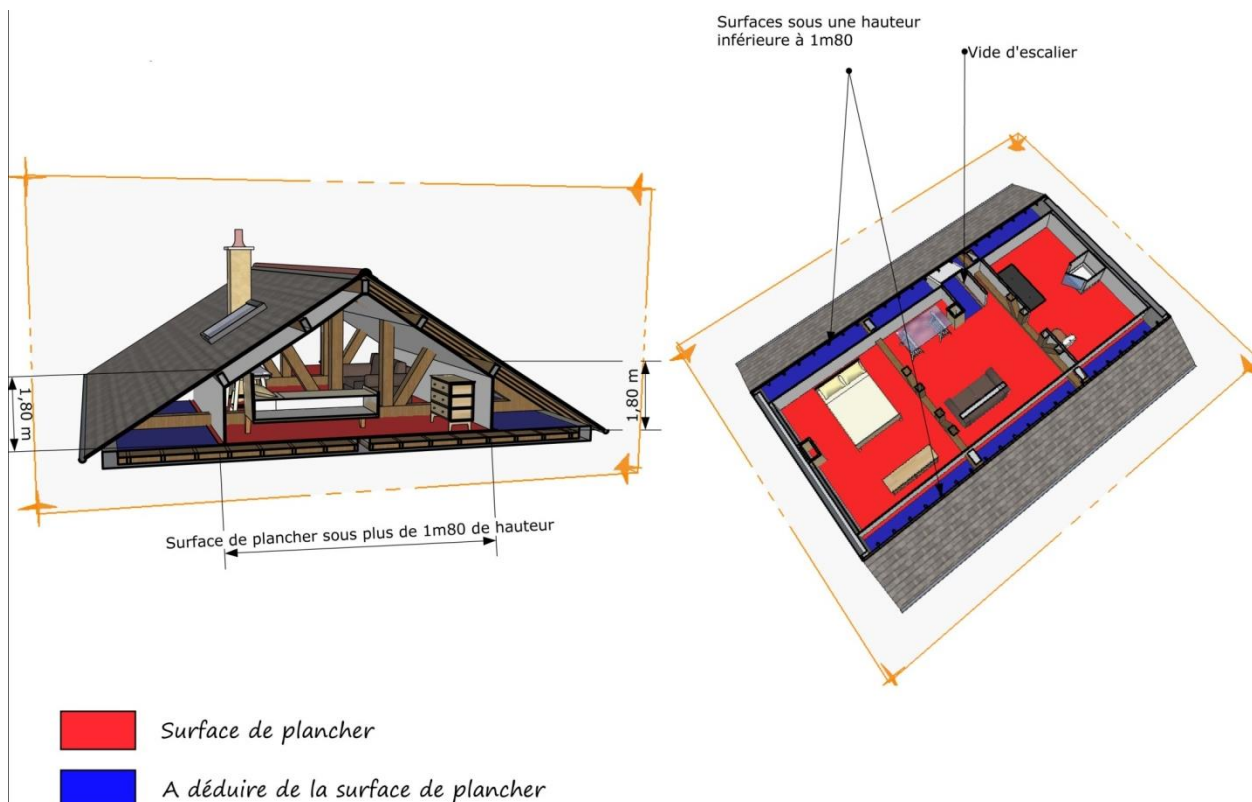 Surfaces sous une hauteur
inférieure à 1m80
Vide d'escalier
1,80 m
1,80 m
Surface de plancher sous plus de 1m80 de hauteur
Surface de plancher
A déduire de la surface de plancher